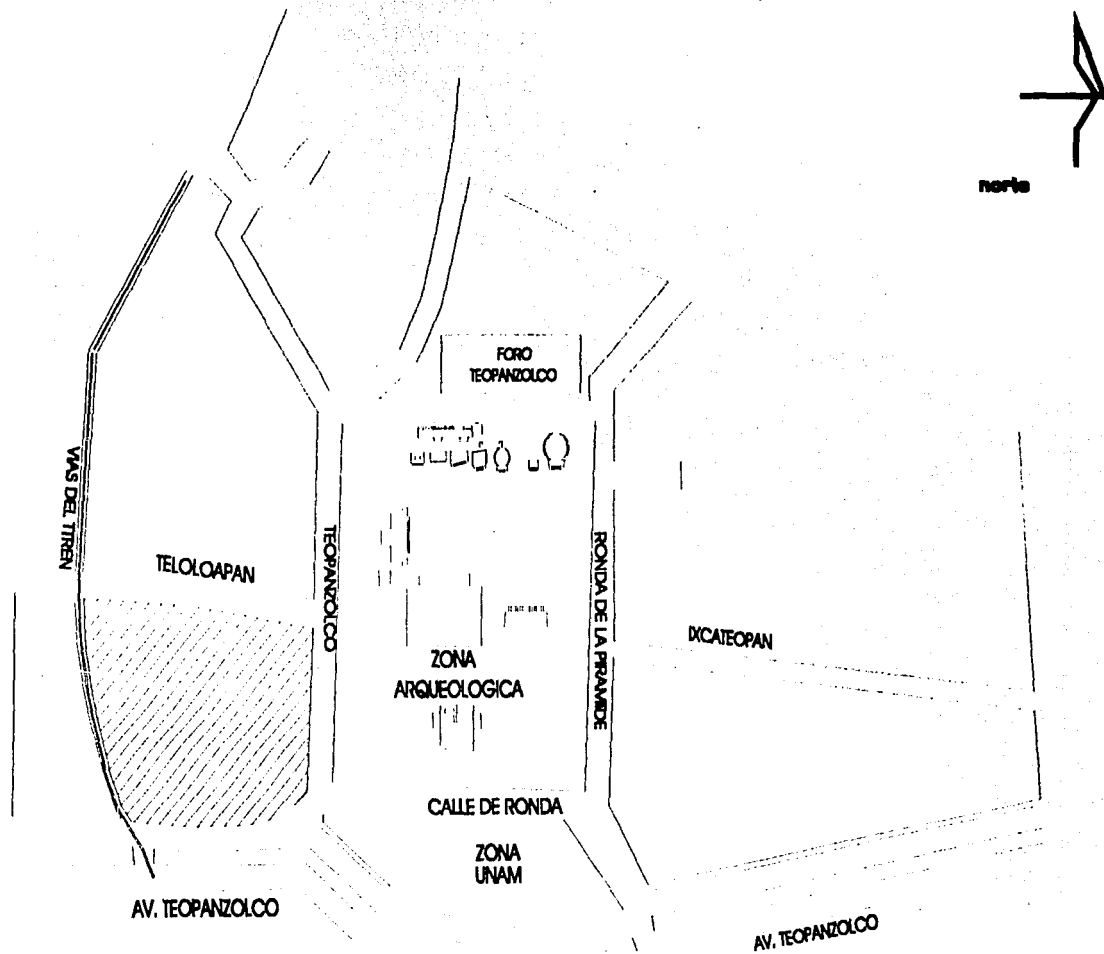 norte
FORO
TEOPANZOLCO
VIAS DEL TTREN
TELOLOAPAN
TEOPANZOLCO
RONDA DE LA PIRAMIDE
IXCATEOPAN
ZONA
ARQUEOLOGICA
CALLE DE RONDA
ZONA
UNAM
AV. TEOPANZOLCO
AV. TEOPANZOLCO